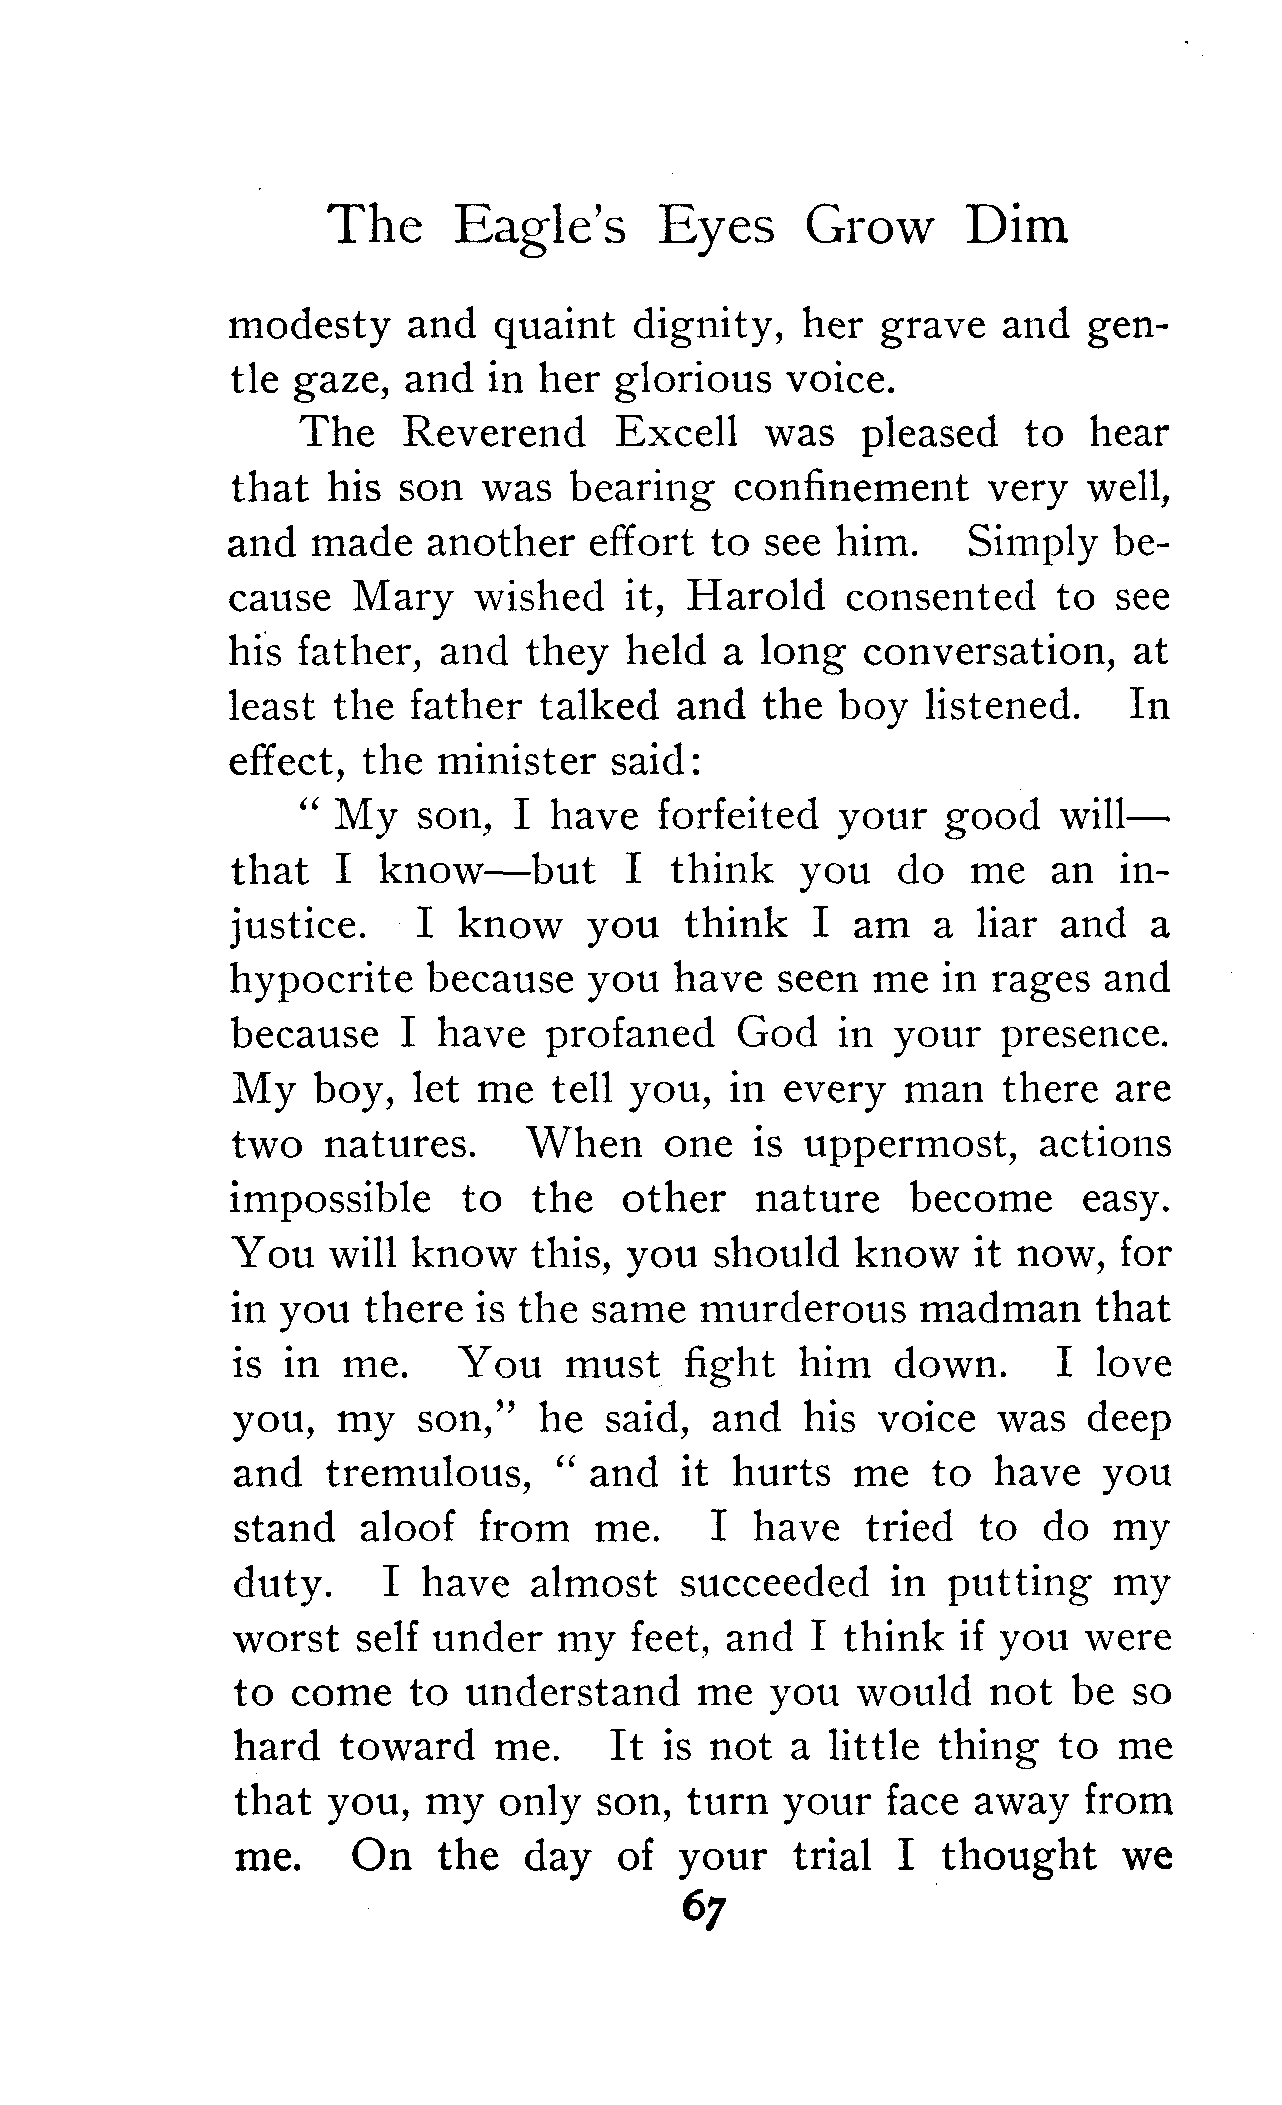 The Eagle's Eyes Grow Dim
modesty and quaint dignity, her grave and gen-
tle gaze, and in her glorious voice.
The Reverend Excell was pleased to hear
that his son was bearing confinement very well,
and made another effort to see him. Simply be-
cause Mary wished it, Harold consented to see
his father, and they held a long conversation, at
least the father talked and the boy listened. In
effect, the minister said:
" My son, I have forfeited your good will—
that I know—but I think you do me an in-
justice. I know you think I am a liar and a
hypocrite because you have seen me in rages and
because I have profaned God in your presence.
My boy, let me tell you, in every man there are
two natures. When one is uppermost, actions
impossible to the other nature become easy.
You will know this, you should know it now, for
in you there is the same murderous madman that
is in me. You must fight him down. I love
you, my son," he said, and his voice was deep
and tremulous, " and it hurts me to have you
stand aloof from me. I have tried to do my
duty. I have almost succeeded in putting my
worst self under my feet, and I think if you were
to come to understand me you would not be so
hard toward me. It is not a little thing to me
that you, my only son, turn your face away from
me. On the day of your trial I thought we
67